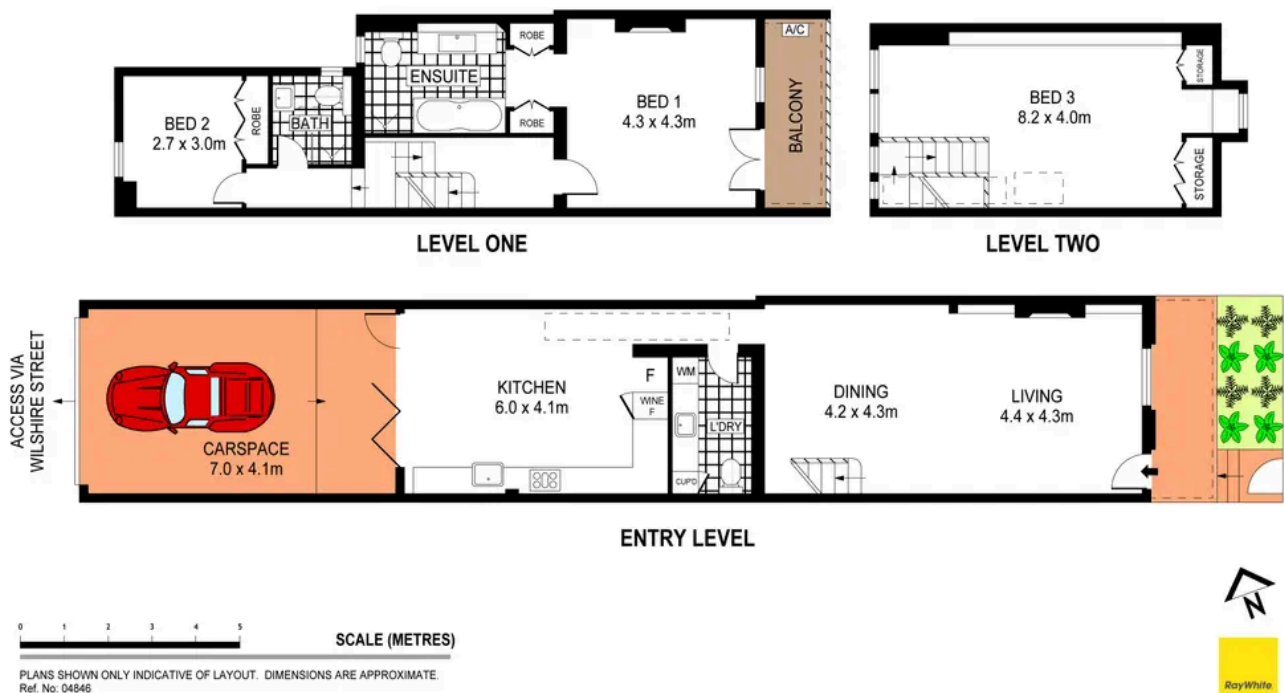 A/C
ROBE
ENSUITE
BED 1
4.3 x 4.3m
BALCONY
BED 2
2.7 x 3.0m
ROBE
BATH
ROBE
STORAGE
BED 3
8.2 x 4.0m
STORAGE
LEVEL ONE
LEVEL TWO
ACCESS VIA
WILSHIRE STREET
CARSPACE
7.0 x 4.1m
KITCHEN
6.0 x 4.1m
F
WINE
F
WM
L'DRY
CUP'D
DINING
4.2 x 4.3m
LIVING
4.4 x 4.3m
ENTRY LEVEL
0 1 2 3 4 5
SCALE (METRES)
PLANS SHOWN ONLY INDICATIVE OF LAYOUT. DIMENSIONS ARE APPROXIMATE.
Ref. No: 04846
N
RayWhite